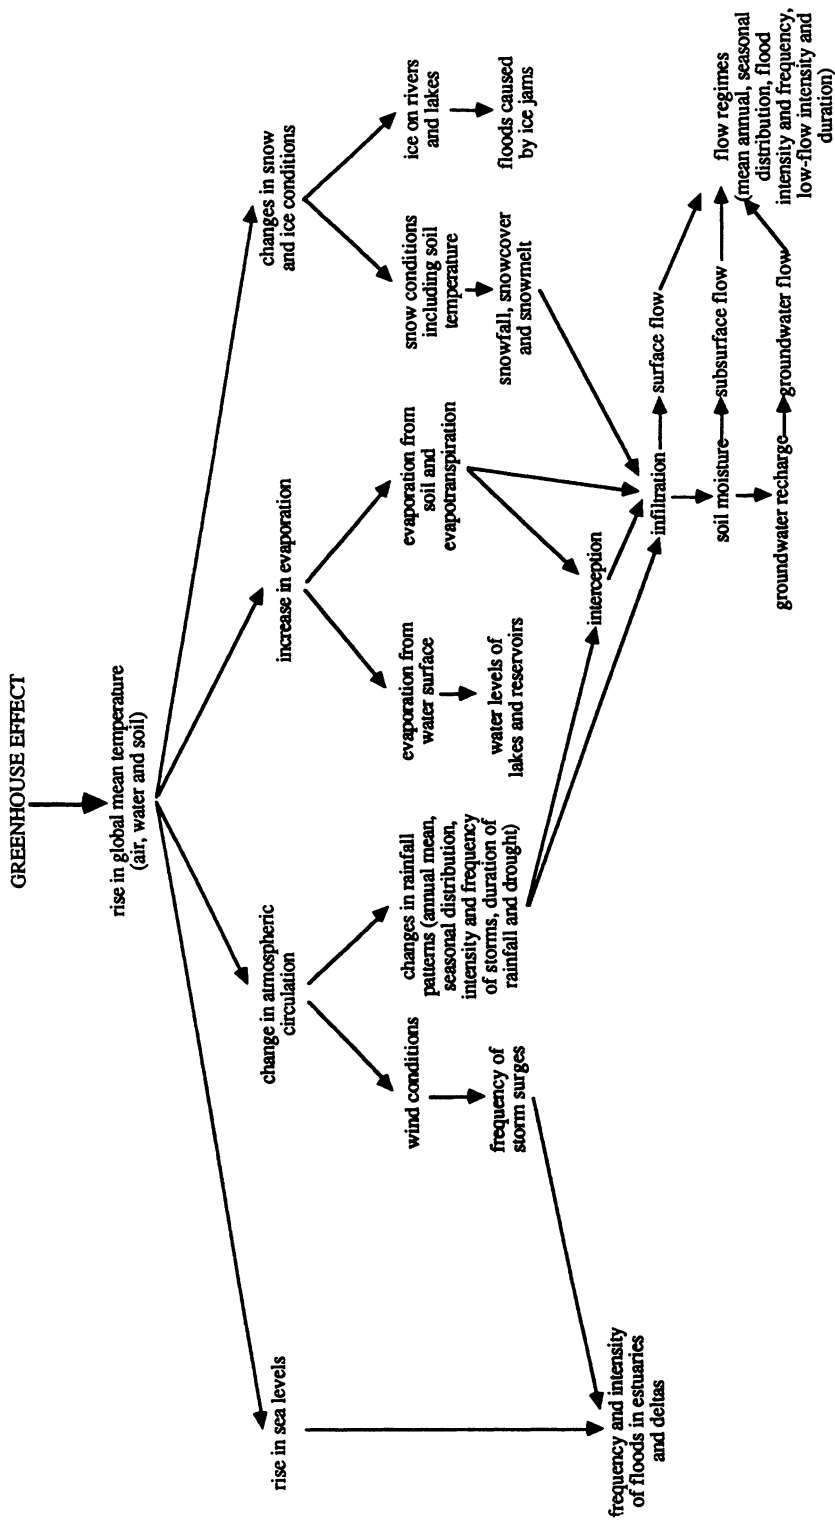 GREENHOUSE EFFECT
rise in global mean temperature
(air, water and soil)
rise in sea levels
change in atmospheric
circulation
increase in evaporation
changes in snow
and ice conditions
wind conditions
changes in rainfall
patterns (annual mean,
seasonal distribution,
intensity and frequency
of storms, duration of
rainfall and drought)
evaporation from
water surface
evaporation from
soil and
evapotranspiration
snow conditions
including soil
temperature
ice on rivers
and lakes
frequency of
storm surges
water levels of
lakes and reservoirs
snowfall, snowcover
and snowmelt
floods caused
by ice jams
frequency and intensity
of floods in estuaries
and deltas
interception
infiltration
surface flow
soil moisture
subsurface flow
flow regimes
(mean annual, seasonal
distribution, flood
intensity and frequency,
low-flow intensity and
duration)
groundwater recharge
groundwater flow